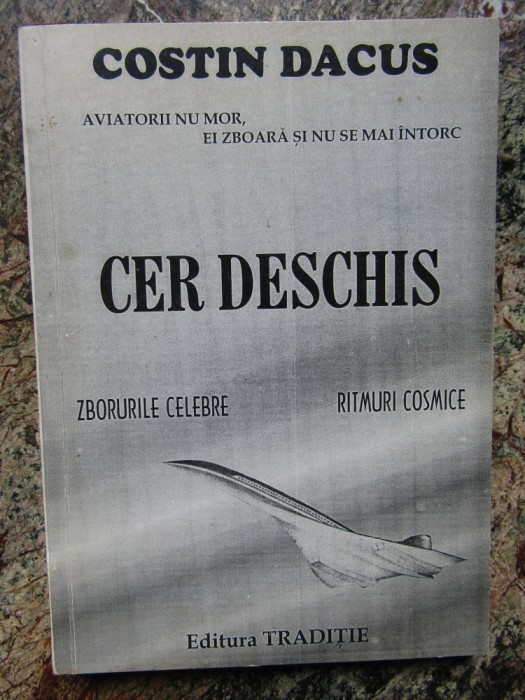 COSTIN DACUS
AVIATORII NU MOR,
EI ZBOARĂ ȘI NU SE MAI ÎNTORC
CER DESCHIS
ZBORURILE CELEBRE
RITMURI COSMICE
Editura TRADIȚIE